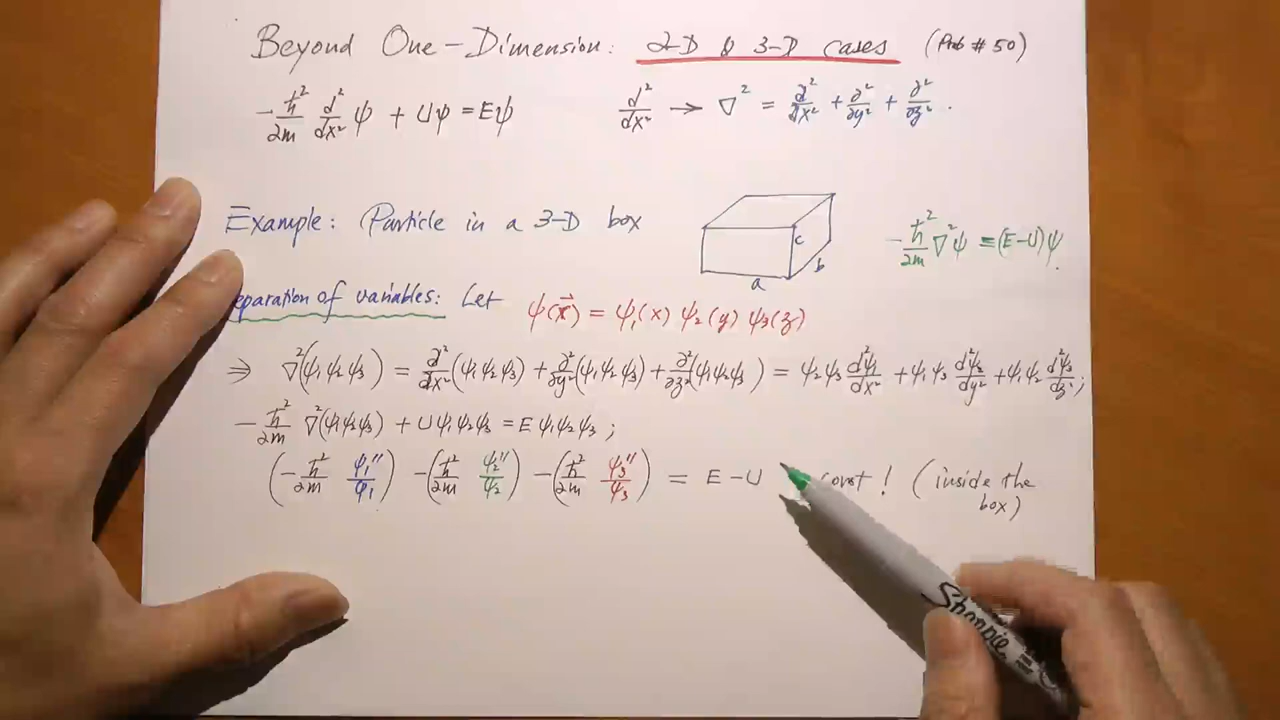 Beyond One-Dimension: 2-D & 3-D cases (Prob # 50)
-ħ²/2m d²/dx² ψ + Uψ = Eψ    d²/dx² → ∇² = ∂²/∂x² + ∂²/∂y² + ∂²/∂z² .
Example: Particle in a 3-D box
a b c
-ħ²/2m ∇²ψ = (E-U)ψ.
eparation of variables: Let ψ(x⃗) = ψ₁(x) ψ₂(y) ψ₃(z)
⇒ ∇²(ψ₁ψ₂ψ₃) = ∂²/∂x²(ψ₁ψ₂ψ₃) + ∂²/∂y²(ψ₁ψ₂ψ₃) + ∂²/∂z²(ψ₁ψ₂ψ₃) = ψ₂ψ₃ d²ψ₁/dx² + ψ₁ψ₃ d²ψ₂/dy² + ψ₁ψ₂ d²ψ₃/dz² ;
-ħ²/2m ∇²(ψ₁ψ₂ψ₃) + Uψ₁ψ₂ψ₃ = Eψ₁ψ₂ψ₃ ;
(-ħ²/2m ψ₁''/ψ₁) -(ħ²/2m ψ₂''/ψ₂) -(ħ²/2m ψ₃''/ψ₃) = E-U const! (inside the
box)
Sharpie